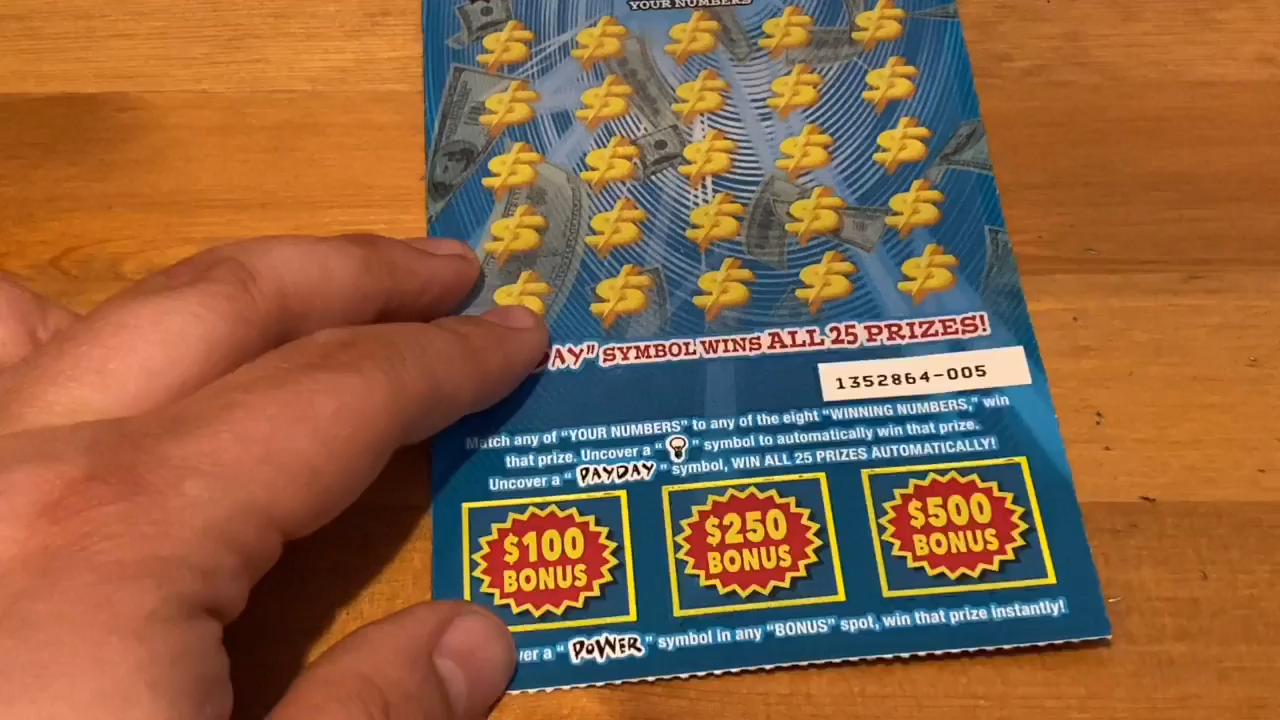 YOUR NUMBERS
DAY" SYMBOL WINS ALL 25 PRIZES!
1352864-005
Match any of "YOUR NUMBERS" to any of the eight "WINNING NUMBERS," win
that prize. Uncover a " " symbol to automatically win that prize.
Uncover a "PAYDAY" symbol, WIN ALL 25 PRIZES AUTOMATICALLY!
$100
BONUS
$250
BONUS
$500
BONUS
ver a "POWER" symbol in any "BONUS" spot, win that prize instantly!